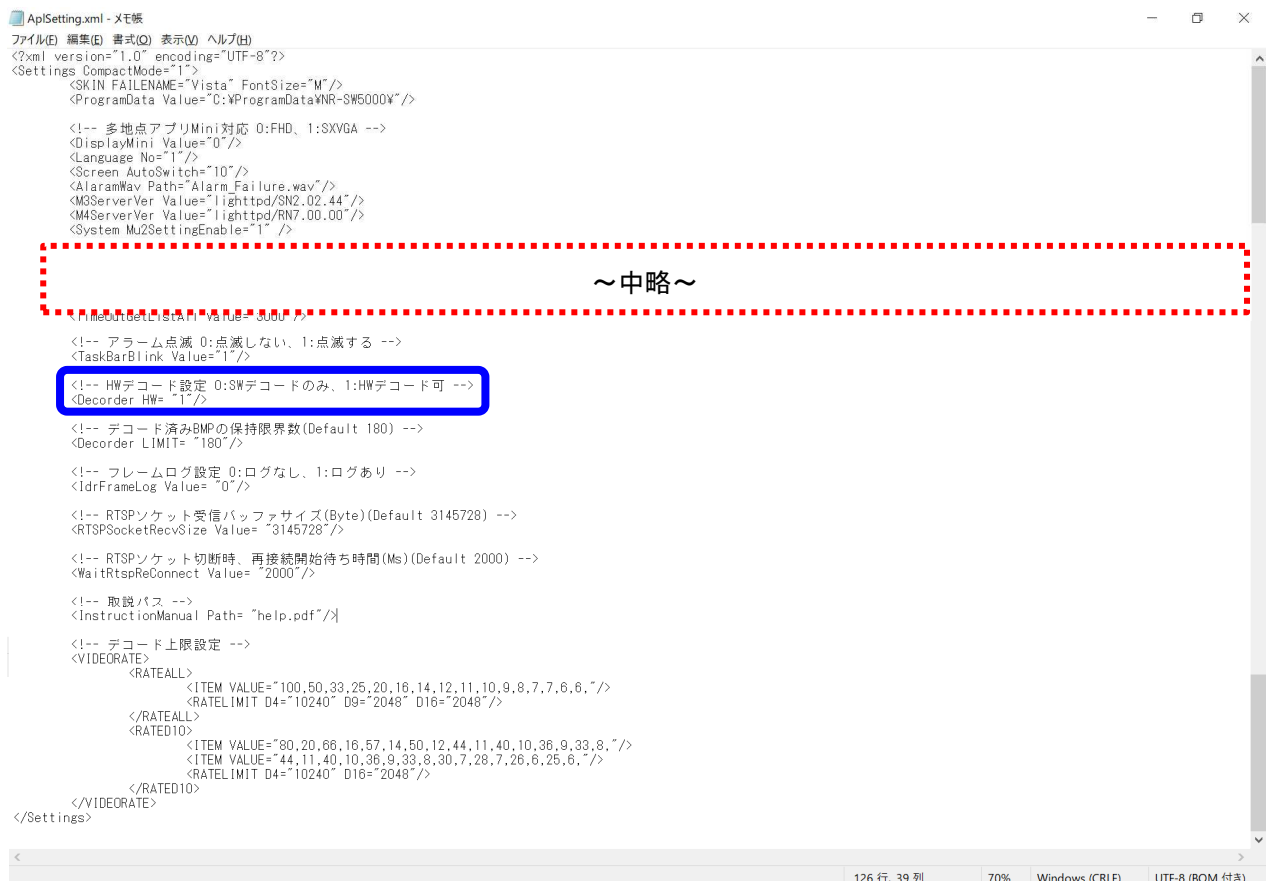 AplSetting.xml - メモ帳
ファイル(F) 編集(E) 書式(O) 表示(V) ヘルプ(H)
<?xml version="1.0" encoding="UTF-8"?>
<Settings CompactMode="1">
<SKIN FAILENAME="Vista" FontSize="M"/>
<ProgramData Value="C:¥ProgramData¥NR-SW5000¥"/>
<!-- 多地点アプリMini対応 0:FHD、1:SXVGA -->
<DisplayMini Value="0"/>
<Language No="1"/>
<Screen AutoSwitch="10"/>
<AlaramWav Path="Alarm_Failure.wav"/>
<M3ServerVer Value="lighttpd/SN2.02.44"/>
<M4ServerVer Value="lighttpd/RN7.00.00"/>
<System Mu2SettingEnable="1" />
～中略～
<TimeOutGetListAll Value="3000"/>
<!-- アラーム点滅 0:点滅しない、1:点滅する -->
<TaskBarBlink Value="1"/>
<!-- HWデコード設定 0:SWデコードのみ、1:HWデコード可 -->
<Decorder HW= "1"/>
<!-- デコード済みBMPの保持限界数(Default 180) -->
<Decorder LIMIT= "180"/>
<!-- フレームログ設定 0:ログなし、1:ログあり -->
<IdrFrameLog Value= "0"/>
<!-- RTSPソケット受信バッファサイズ(Byte)(Default 3145728) -->
<RTSPSocketRecvSize Value= "3145728"/>
<!-- RTSPソケット切断時、再接続開始待ち時間(Ms)(Default 2000) -->
<WaitRtspReConnect Value= "2000"/>
<!-- 取説パス -->
<InstructionManual Path= "help.pdf"/>
<!-- デコード上限設定 -->
<VIDEORATE>
<RATEALL>
<ITEM VALUE="100,50,33,25,20,16,14,12,11,10,9,8,7,7,6,6,"/>
<RATELIMIT D4="10240" D9="2048" D16="2048"/>
</RATEALL>
<RATED10>
<ITEM VALUE="80,20,66,16,57,14,50,12,44,11,40,10,36,9,33,8,"/>
<ITEM VALUE="44,11,40,10,36,9,33,8,30,7,28,7,26,6,25,6,"/>
<RATELIMIT D4="10240" D16="2048"/>
</RATED10>
</VIDEORATE>
</Settings>
126 行, 39 列 70% Windows (CRLF) UTF-8 (BOM 付き)